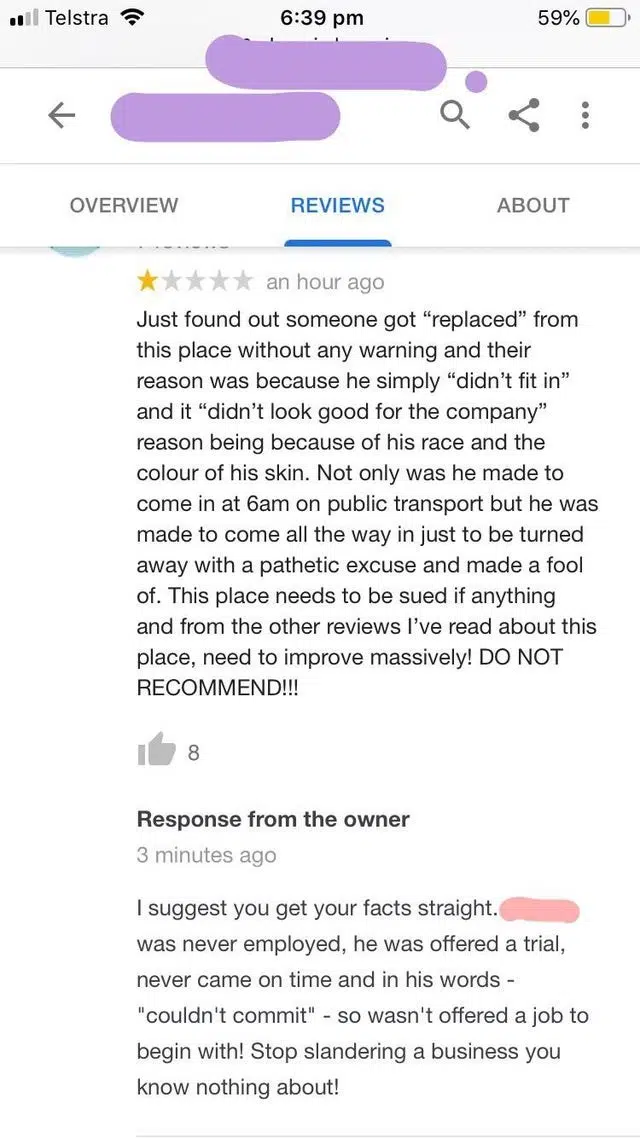 Telstra 6:39 pm 59%
OVERVIEW REVIEWS ABOUT
an hour ago
Just found out someone got “replaced” from
this place without any warning and their
reason was because he simply “didn’t fit in”
and it “didn’t look good for the company”
reason being because of his race and the
colour of his skin. Not only was he made to
come in at 6am on public transport but he was
made to come all the way in just to be turned
away with a pathetic excuse and made a fool
of. This place needs to be sued if anything
and from the other reviews I’ve read about this
place, need to improve massively! DO NOT
RECOMMEND!!!
8
Response from the owner
3 minutes ago
I suggest you get your facts straight.
was never employed, he was offered a trial,
never came on time and in his words -
"couldn't commit" - so wasn't offered a job to
begin with! Stop slandering a business you
know nothing about!